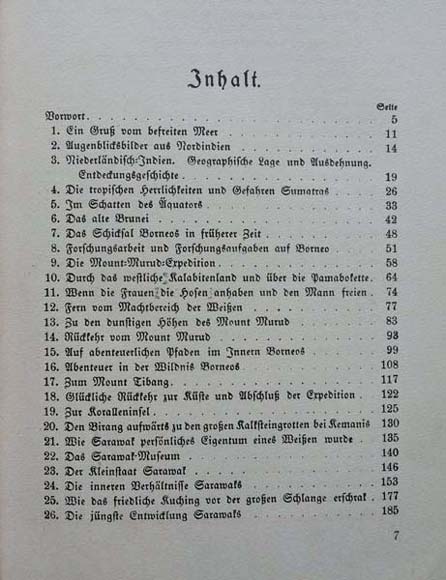 Inhalt.
Seite
Vorwort . . . 5
1. Ein Gruß vom befreiten Meer . . . 11
2. Augenblicksbilder aus Nordindien . . . 14
3. Niederländisch-Indien. Geographische Lage und Ausdehnung.
Entdeckungsgeschichte . . . 19
4. Die tropischen Herrlichkeiten und Gefahren Sumatras . . . 26
5. Im Schatten des Äquators . . . 33
6. Das alte Brunei . . . 42
7. Das Schicksal Borneos in früherer Zeit . . . 48
8. Forschungsarbeit und Forschungsaufgaben auf Borneo . . . 51
9. Die Mount-Murud-Expedition . . . 58
10. Durch das westliche Kalabitenland und über die Pamabokette . 64
11. Wenn die Frauen die Hosen anhaben und den Mann freien . . 74
12. Fern vom Machtbereich der Weißen . . . 77
13. Zu den dunstigen Höhen des Mount Murud . . . 83
14. Rückkehr vom Mount Murud . . . 93
15. Auf abenteuerlichen Pfaden im Innern Borneos . . . 99
16. Abenteuer in der Wildnis Borneos . . . 108
17. Zum Mount Tibang . . . 117
18. Glückliche Rückkehr zur Küste und Abschluß der Expedition . 122
19. Zur Koralleninsel . . . 125
20. Den Birang aufwärts zu den großen Kalksteingrotten bei Kemanis 130
21. Wie Sarawak persönliches Eigentum eines Weißen wurde . . 135
22. Das Sarawak-Museum . . . 140
23. Der Kleinstaat Sarawak . . . 146
24. Die inneren Verhältnisse Sarawaks . . . 153
25. Wie das friedliche Kuching vor der großen Schlange erschrak . 177
26. Die jüngste Entwicklung Sarawaks . . . 185
7